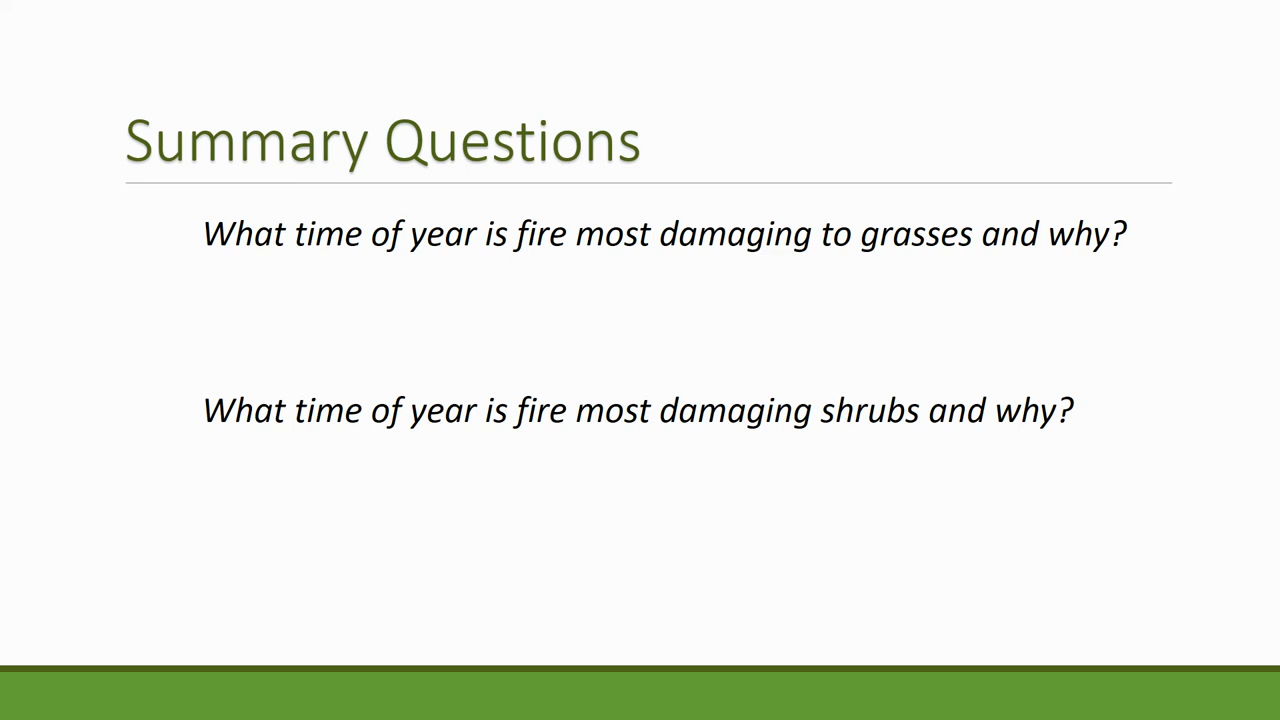 Summary Questions
What time of year is fire most damaging to grasses and why?
What time of year is fire most damaging shrubs and why?